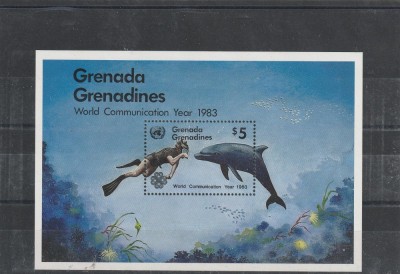 Grenada
Grenadines
World Communication Year 1983
Grenada
Grenadines
$5
World Communication Year 1983